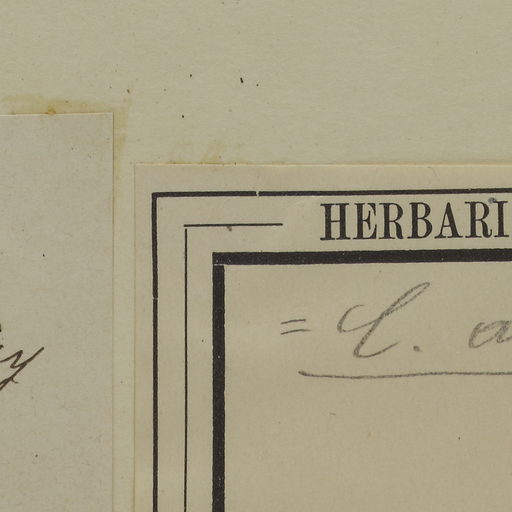 HERBARI
= C. a